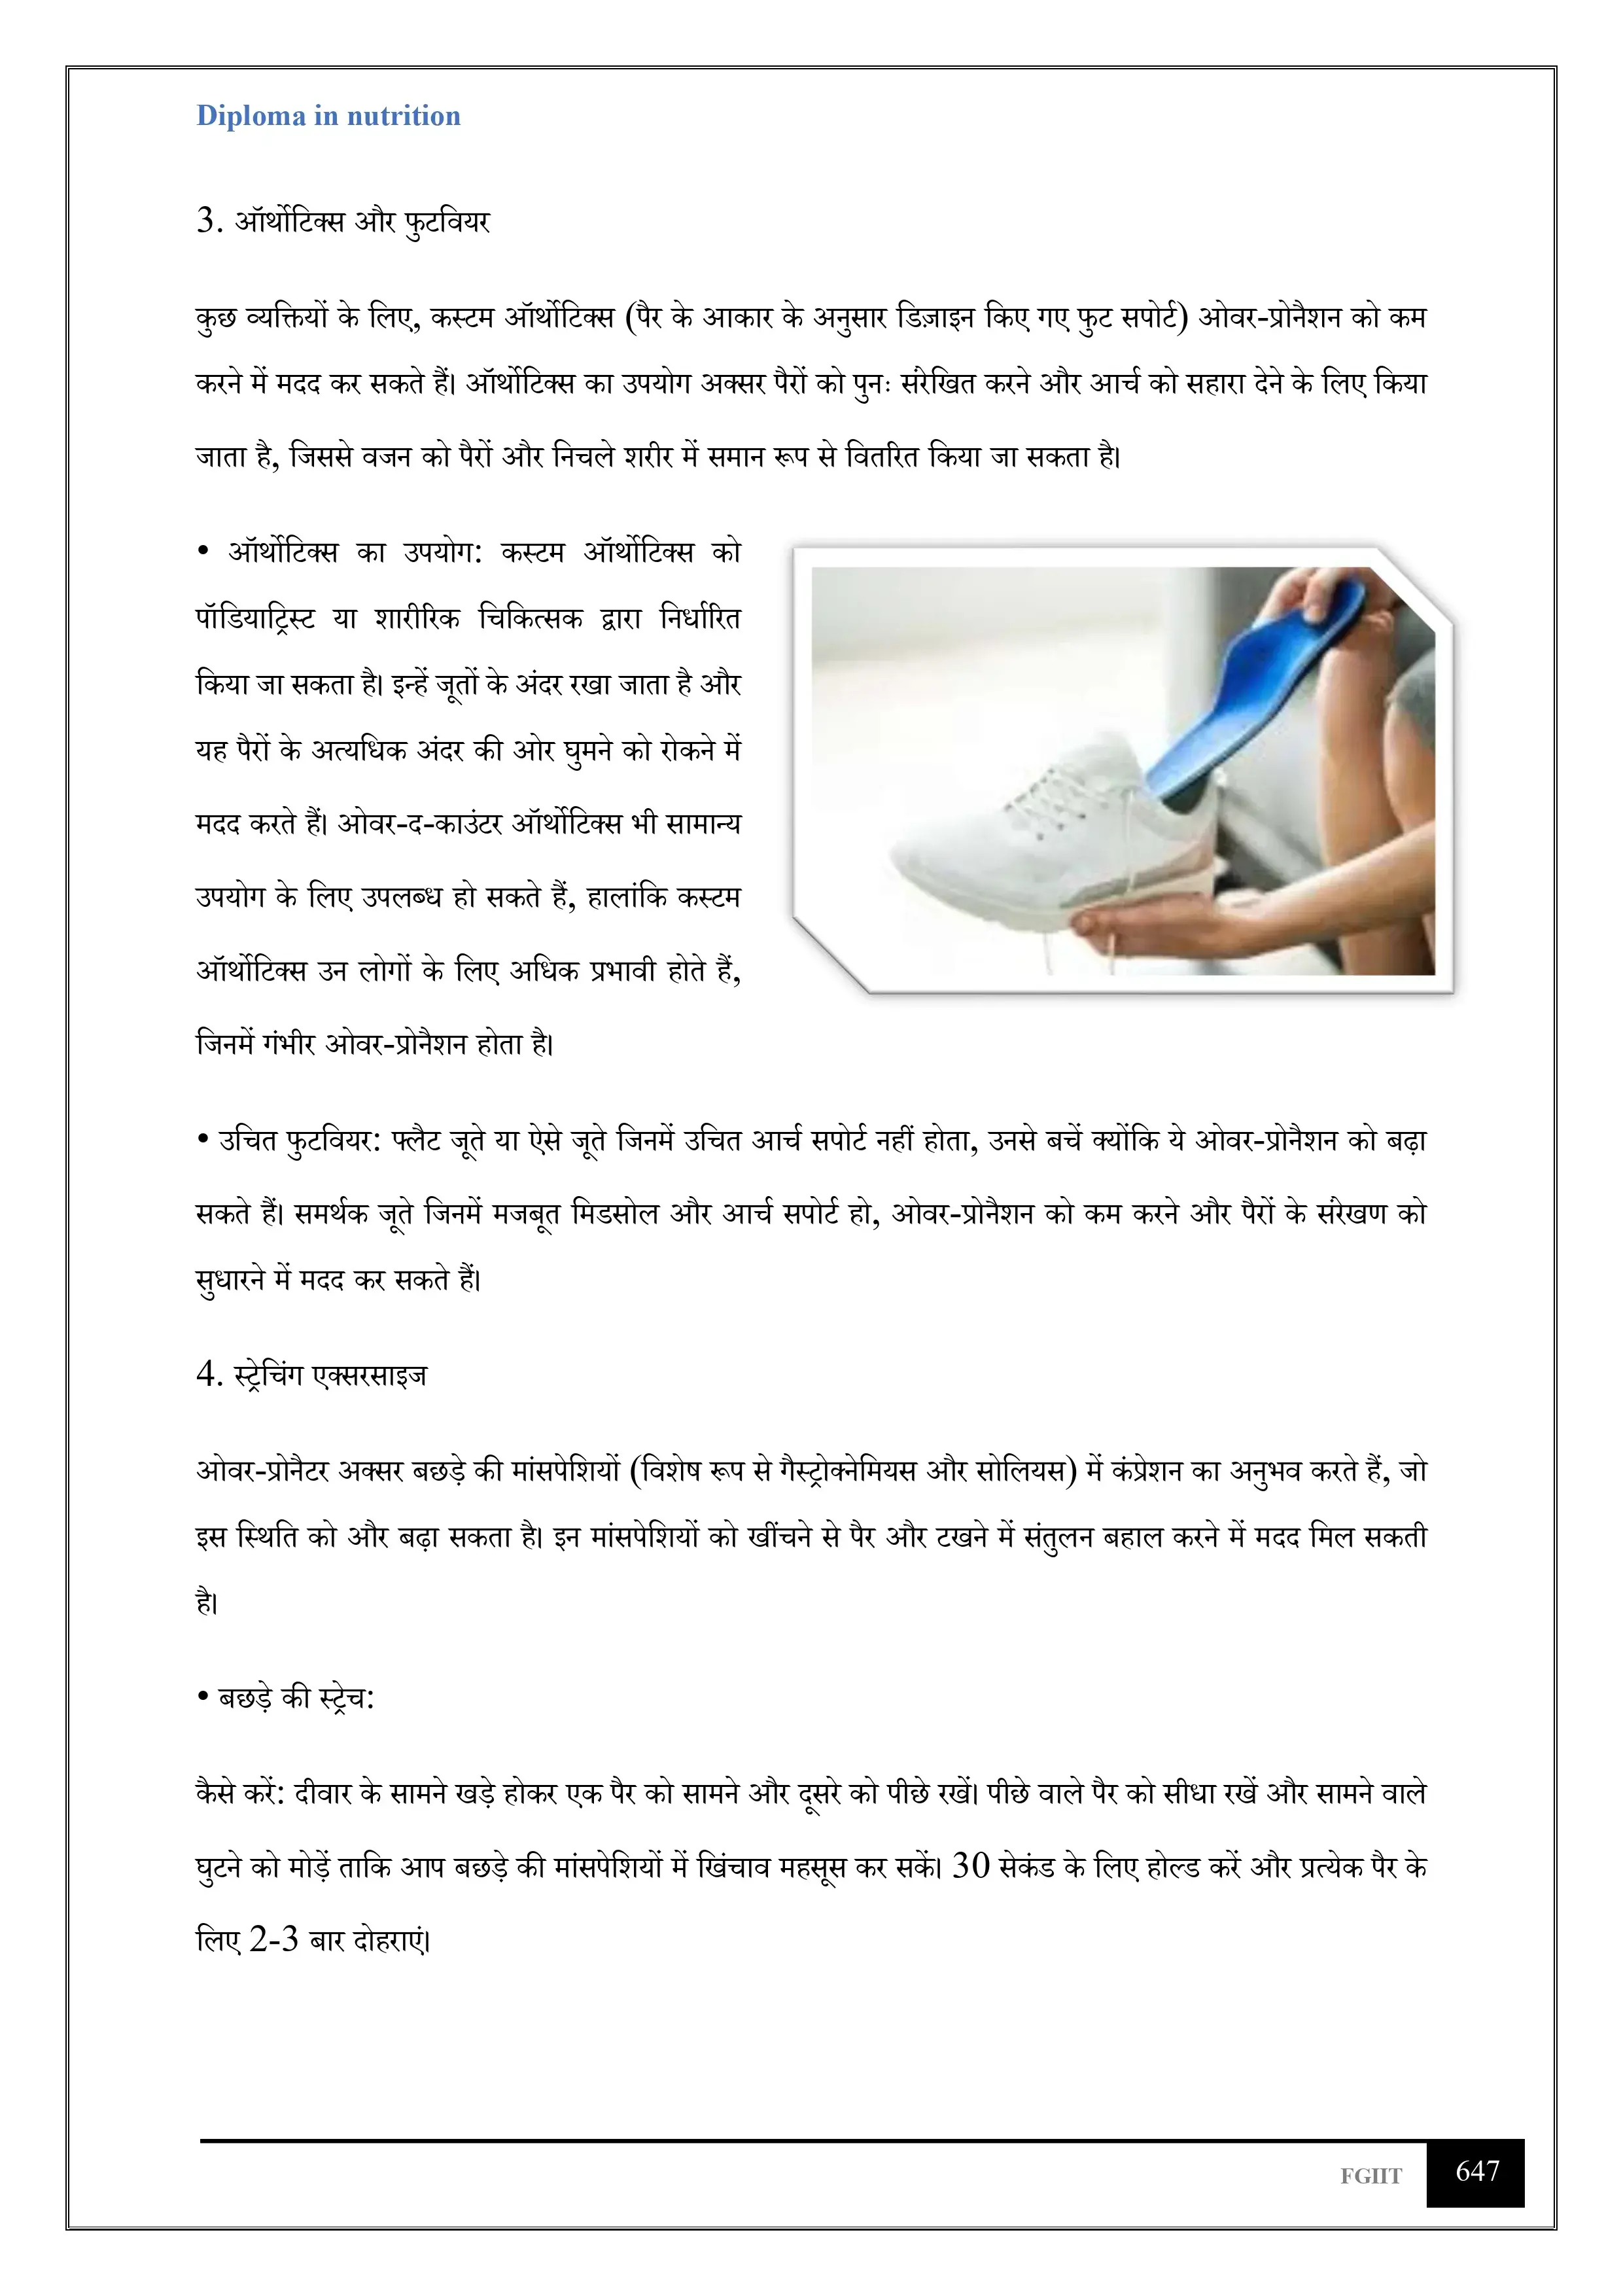 Diploma in nutrition
3. ऑर्थोटिक्स और फुटवियर
कुछ व्यक्तियों के लिए, कस्टम ऑर्थोटिक्स (पैर के आकार के अनुसार डिज़ाइन किए गए फुट सपोर्ट) ओवर-प्रोनैशन को कम
करने में मदद कर सकते हैं। ऑर्थोटिक्स का उपयोग अक्सर पैरों को पुनः संरेखित करने और आर्च को सहारा देने के लिए किया
जाता है, जिससे वजन को पैरों और निचले शरीर में समान रूप से वितरित किया जा सकता है।
• ऑर्थोटिक्स का उपयोग: कस्टम ऑर्थोटिक्स को
पॉडियाट्रिस्ट या शारीरिक चिकित्सक द्वारा निर्धारित
किया जा सकता है। इन्हें जूतों के अंदर रखा जाता है और
यह पैरों के अत्यधिक अंदर की ओर घुमने को रोकने में
मदद करते हैं। ओवर-द-काउंटर ऑर्थोटिक्स भी सामान्य
उपयोग के लिए उपलब्ध हो सकते हैं, हालांकि कस्टम
ऑर्थोटिक्स उन लोगों के लिए अधिक प्रभावी होते हैं,
जिनमें गंभीर ओवर-प्रोनैशन होता है।
• उचित फुटवियर: फ्लैट जूते या ऐसे जूते जिनमें उचित आर्च सपोर्ट नहीं होता, उनसे बचें क्योंकि ये ओवर-प्रोनैशन को बढ़ा
सकते हैं। समर्थक जूते जिनमें मजबूत मिडसोल और आर्च सपोर्ट हो, ओवर-प्रोनैशन को कम करने और पैरों के संरेखण को
सुधारने में मदद कर सकते हैं।
4. स्ट्रेचिंग एक्सरसाइज
ओवर-प्रोनैटर अक्सर बछड़े की मांसपेशियों (विशेष रूप से गैस्ट्रोक्नेमियस और सोलियस) में कंप्रेशन का अनुभव करते हैं, जो
इस स्थिति को और बढ़ा सकता है। इन मांसपेशियों को खींचने से पैर और टखने में संतुलन बहाल करने में मदद मिल सकती
है।
• बछड़े की स्ट्रेच:
कैसे करें: दीवार के सामने खड़े होकर एक पैर को सामने और दूसरे को पीछे रखें। पीछे वाले पैर को सीधा रखें और सामने वाले
घुटने को मोड़ें ताकि आप बछड़े की मांसपेशियों में खिंचाव महसूस कर सकें। 30 सेकंड के लिए होल्ड करें और प्रत्येक पैर के
लिए 2-3 बार दोहराएं।
FGIIT 647